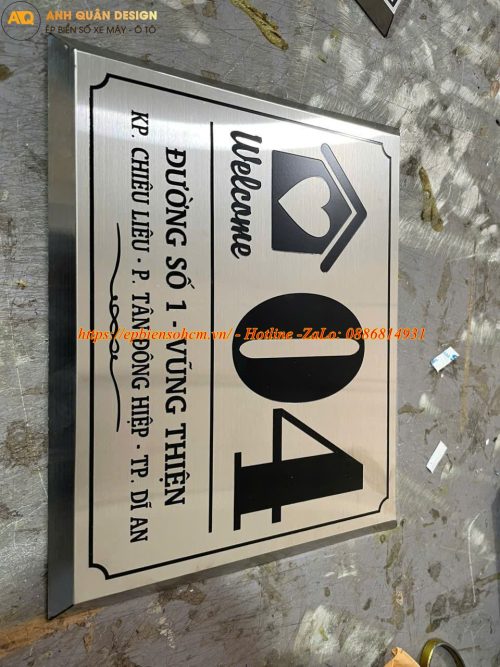 ANH QUÂN DESIGN
ÉP BIỂN SỐ XE MÁY - Ô TÔ
Welcome
04
ĐƯỜNG SỐ 1 - VŨNG THIỆN
KP. CHIÊU LIÊU - P. TÂN ĐÔNG HIỆP - TP. DĨ AN
https://epbiensohcm.vn/ - Hotline -ZaLo: 0886814931